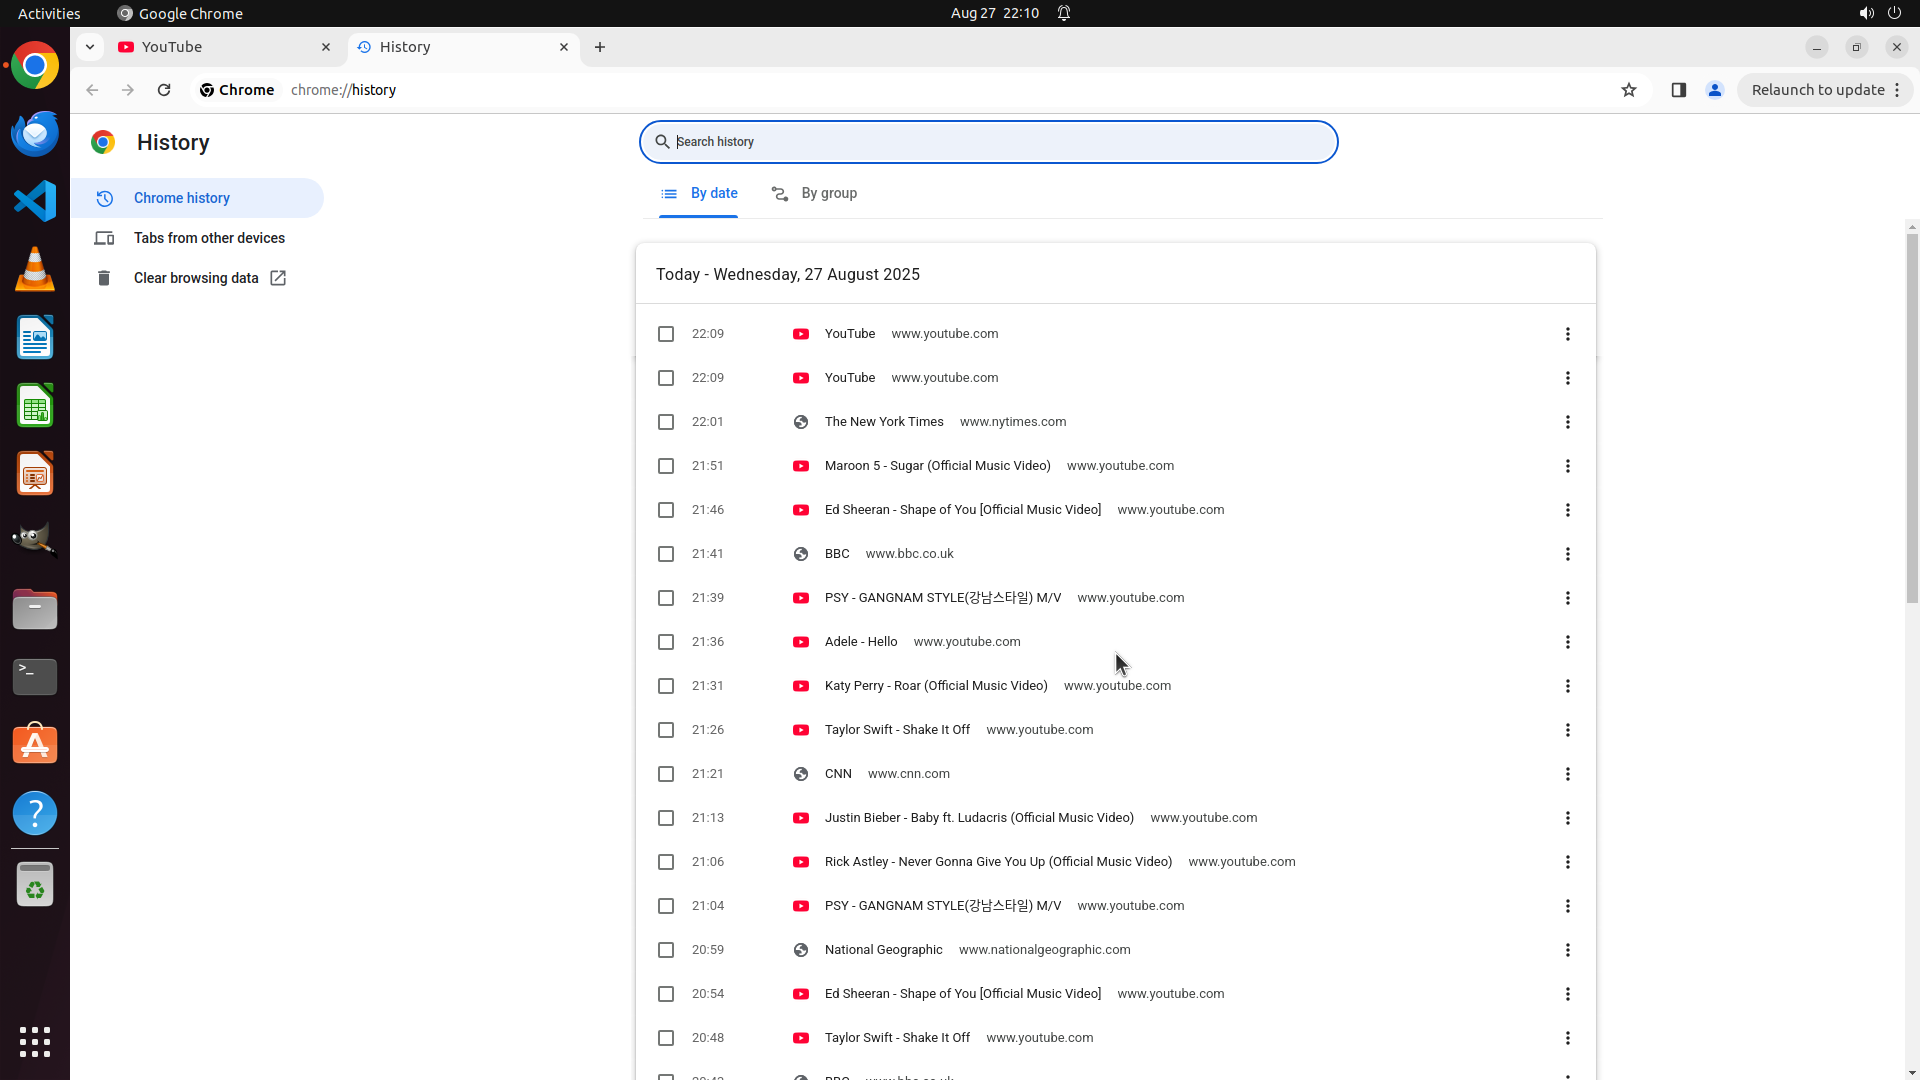 Activities Google Chrome Aug 27 22:10
YouTube History
Chrome chrome://history Relaunch to update
History Search history
By date By group
Chrome history
Tabs from other devices
Clear browsing data
Today - Wednesday, 27 August 2025
22:09 YouTube www.youtube.com
22:09 YouTube www.youtube.com
22:01 The New York Times www.nytimes.com
21:51 Maroon 5 - Sugar (Official Music Video) www.youtube.com
21:46 Ed Sheeran - Shape of You [Official Music Video] www.youtube.com
21:41 BBC www.bbc.co.uk
21:39 PSY - GANGNAM STYLE(강남스타일) M/V www.youtube.com
21:36 Adele - Hello www.youtube.com
21:31 Katy Perry - Roar (Official Music Video) www.youtube.com
21:26 Taylor Swift - Shake It Off www.youtube.com
21:21 CNN www.cnn.com
21:13 Justin Bieber - Baby ft. Ludacris (Official Music Video) www.youtube.com
21:06 Rick Astley - Never Gonna Give You Up (Official Music Video) www.youtube.com
21:04 PSY - GANGNAM STYLE(강남스타일) M/V www.youtube.com
20:59 National Geographic www.nationalgeographic.com
20:54 Ed Sheeran - Shape of You [Official Music Video] www.youtube.com
20:48 Taylor Swift - Shake It Off www.youtube.com
BBC www.bbc.co.uk